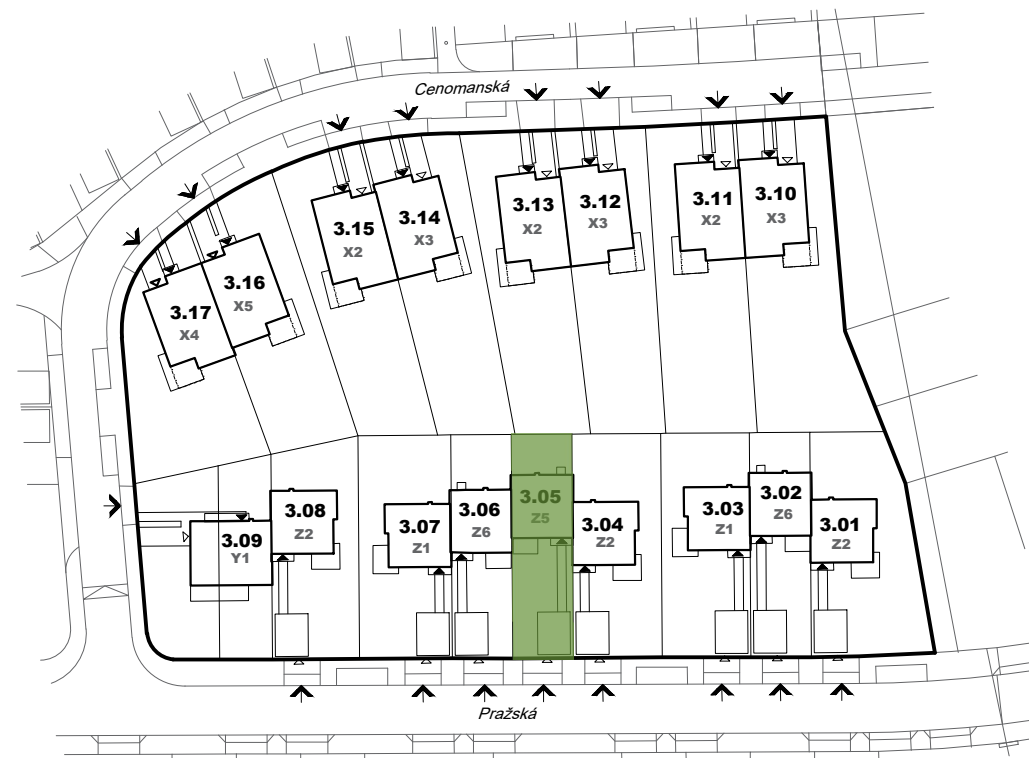 Cenomanská
3.17
X4
3.16
X5
3.15
X2
3.14
X3
3.13
X2
3.12
X3
3.11
X2
3.10
X3
3.09
Y1
3.08
Z2
3.07
Z1
3.06
Z6
3.05
Z5
3.04
Z2
3.03
Z1
3.02
Z6
3.01
Z2
Pražská